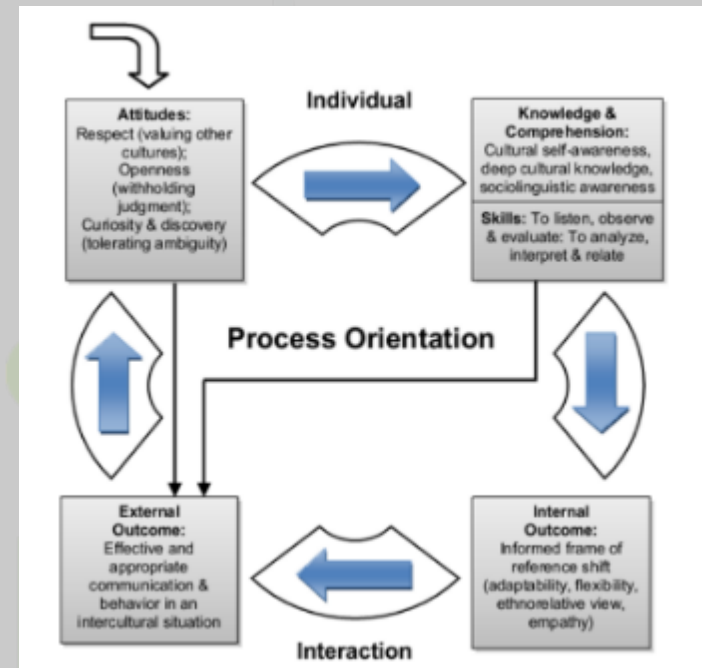 Individual
Attitudes:
Respect (valuing other
cultures);
Openness
(withholding
judgment);
Curiosity & discovery
(tolerating ambiguity)
Knowledge &
Comprehension:
Cultural self-awareness,
deep cultural knowledge,
sociolinguistic awareness
Skills: To listen, observe
& evaluate: To analyze,
interpret & relate
Process Orientation
External
Outcome:
Effective and
appropriate
communication &
behavior in an
intercultural situation
Internal
Outcome:
Informed frame of
reference shift
(adaptability, flexibility,
ethnorelative view,
empathy)
Interaction